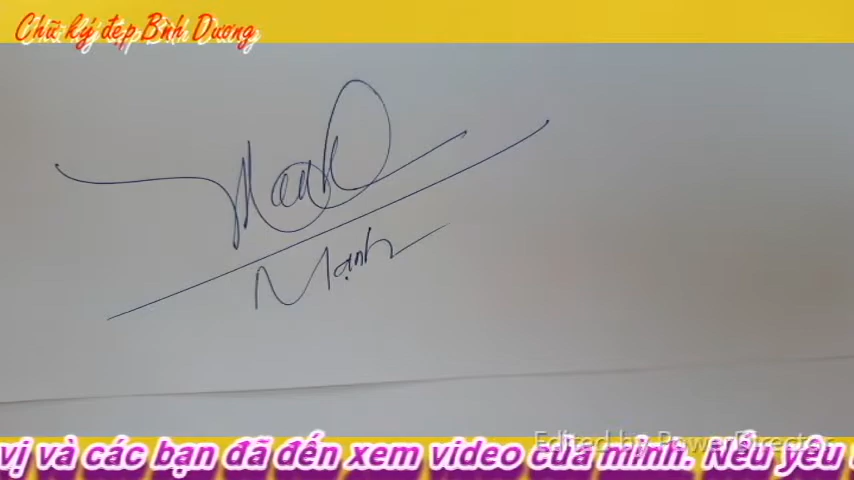 Chữ ký đẹp Bình Dương
Manh
Mạnh
Edited by PowerDirector
vị và các bạn đã đến xem video của mình. Nếu yêu